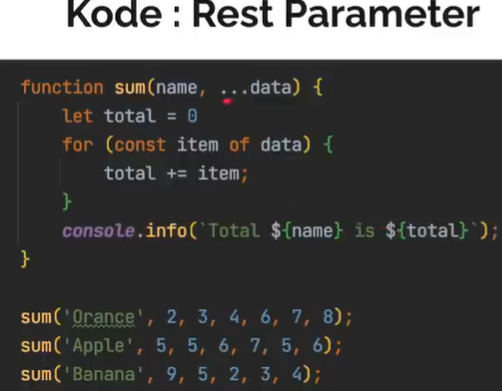 Kode : Rest Parameter
function sum(name, ...data) {
    let total = 0
    for (const item of data) {
        total += item;
    }
    console.info(`Total ${name} is ${total}`);
}
sum('Orance', 2, 3, 4, 6, 7, 8);
sum('Apple', 5, 5, 6, 7, 5, 6);
sum('Banana', 9, 5, 2, 3, 4);